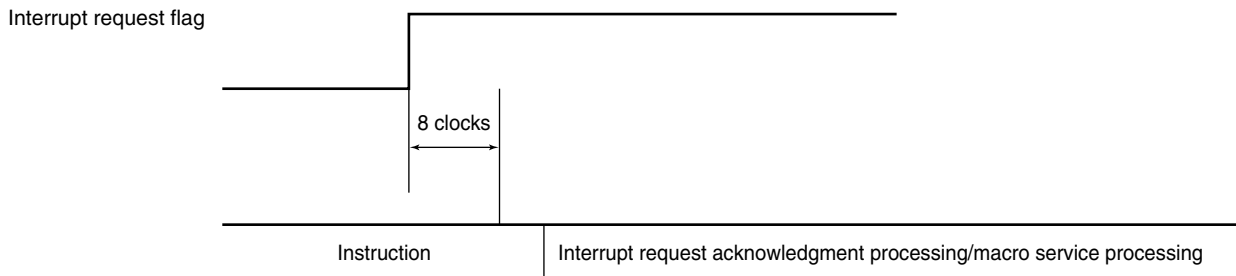 Interrupt request flag
8 clocks
Instruction
Interrupt request acknowledgment processing/macro service processing